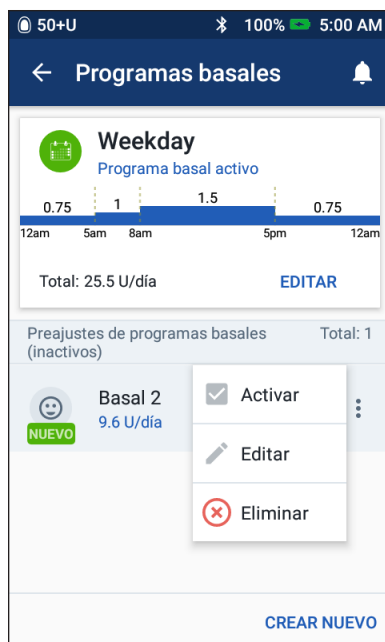 50+U 100% 5:00 AM
Programas basales
Weekday
Programa basal activo
0.75 1 1.5 0.75
12am 5am 8am 5pm 12am
Total: 25.5 U/día EDITAR
Preajustes de programas basales Total: 1
(inactivos)
Basal 2
9.6 U/día
NUEVO
Activar
Editar
Eliminar
CREAR NUEVO